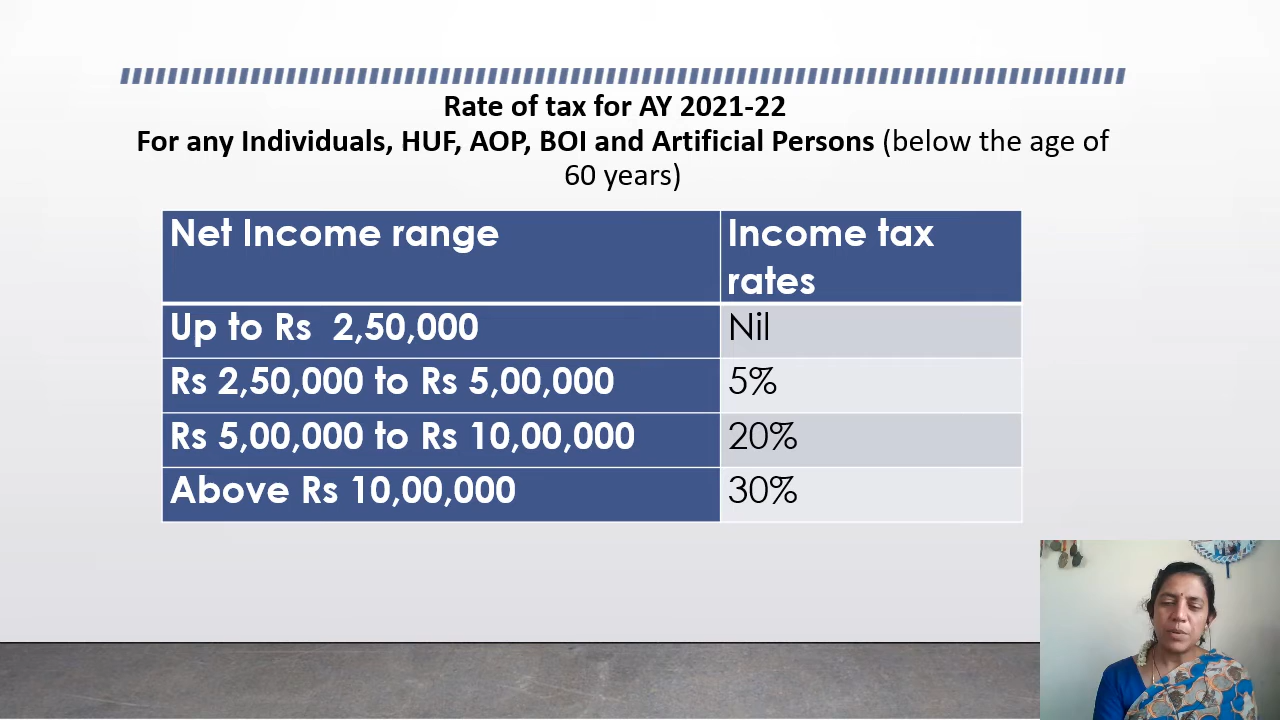 Rate of tax for AY 2021-22
For any Individuals, HUF, AOP, BOI and Artificial Persons (below the age of
60 years)
Net Income range
Income tax
rates
Up to Rs 2,50,000
Nil
Rs 2,50,000 to Rs 5,00,000
5%
Rs 5,00,000 to Rs 10,00,000
20%
Above Rs 10,00,000
30%